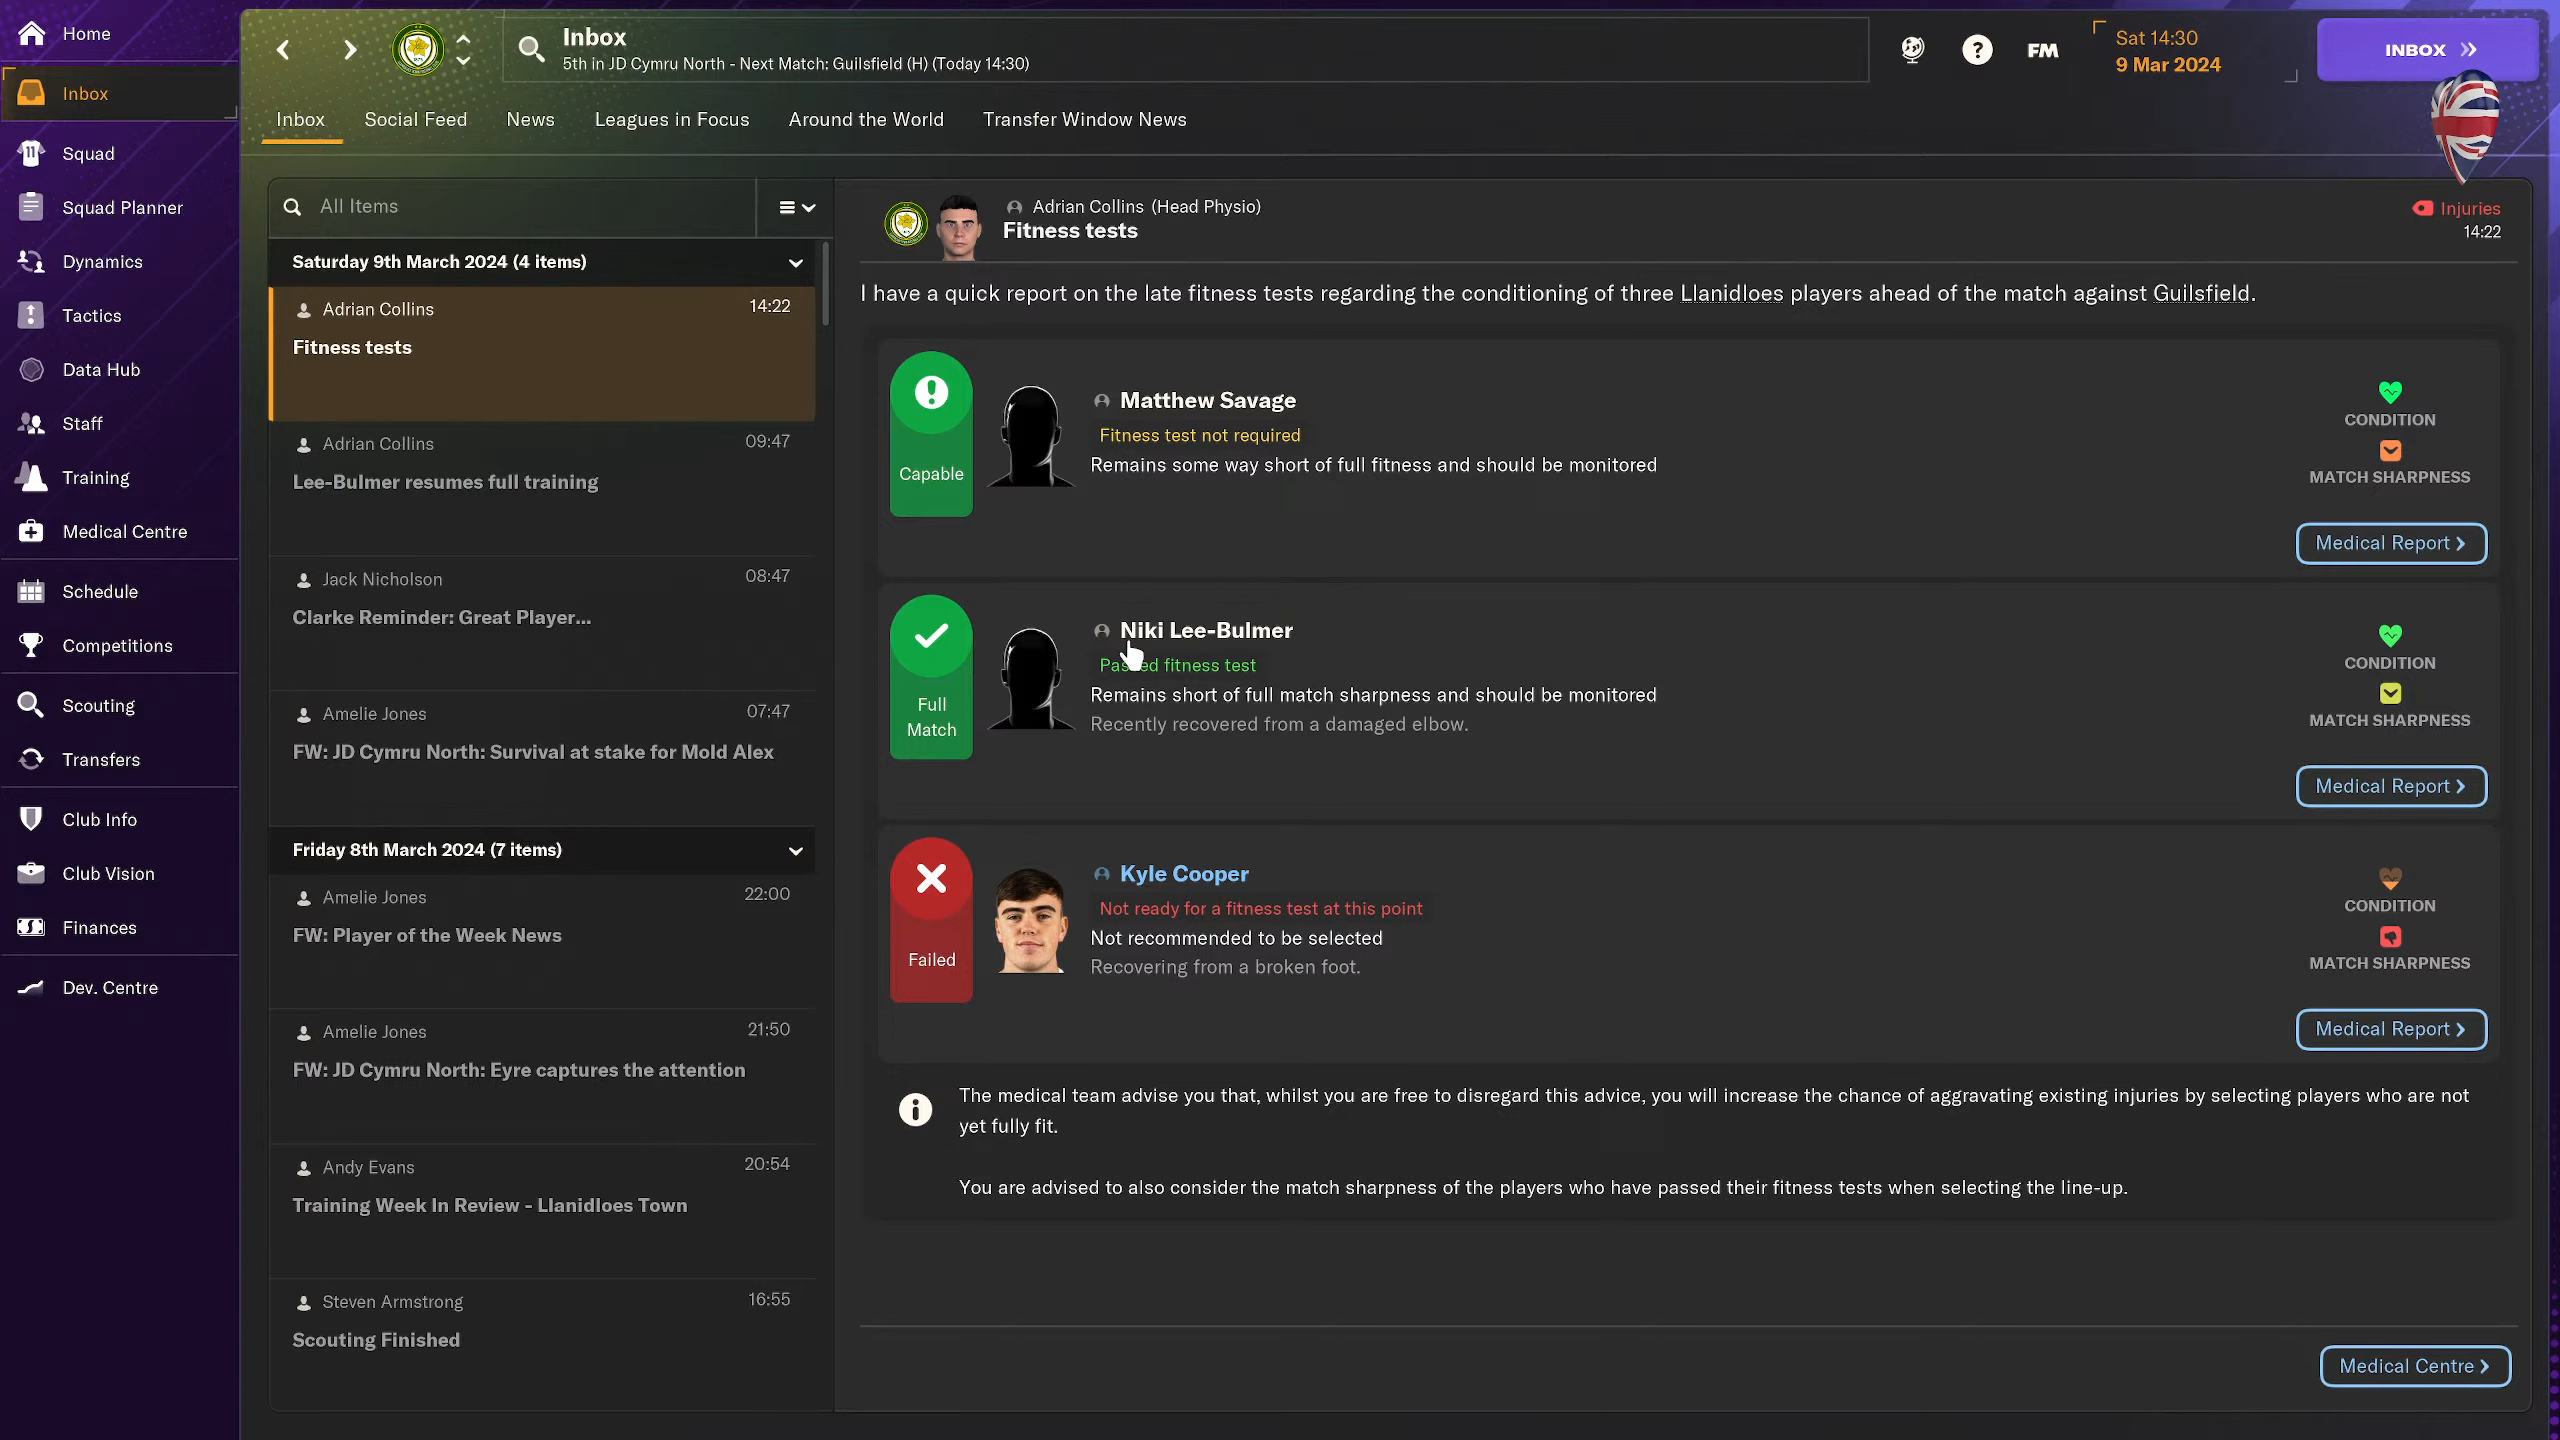 Home
Inbox
Squad
Squad Planner
Dynamics
Tactics
Data Hub
Staff
Training
Medical Centre
Schedule
Competitions
Scouting
Transfers
Club Info
Club Vision
Finances
Dev. Centre
Inbox
5th in JD Cymru North - Next Match: Guilsfield (H) (Today 14:30)
FM
Sat 14:30
9 Mar 2024
INBOX
Inbox
Social Feed
News
Leagues in Focus
Around the World
Transfer Window News
All Items
Saturday 9th March 2024 (4 items)
Adrian Collins
14:22
Fitness tests
Adrian Collins
09:47
Lee-Bulmer resumes full training
Jack Nicholson
08:47
Clarke Reminder: Great Player...
Amelie Jones
07:47
FW: JD Cymru North: Survival at stake for Mold Alex
Friday 8th March 2024 (7 items)
Amelie Jones
22:00
FW: Player of the Week News
Amelie Jones
21:50
FW: JD Cymru North: Eyre captures the attention
Andy Evans
20:54
Training Week In Review - Llanidloes Town
Steven Armstrong
16:55
Scouting Finished
Adrian Collins (Head Physio)
Fitness tests
Injuries
14:22
I have a quick report on the late fitness tests regarding the conditioning of three Llanidloes players ahead of the match against Guilsfield.
Capable
Matthew Savage
Fitness test not required
Remains some way short of full fitness and should be monitored
CONDITION
MATCH SHARPNESS
Medical Report
Full
Match
Niki Lee-Bulmer
Passed fitness test
Remains short of full match sharpness and should be monitored
Recently recovered from a damaged elbow.
CONDITION
MATCH SHARPNESS
Medical Report
Failed
Kyle Cooper
Not ready for a fitness test at this point
Not recommended to be selected
Recovering from a broken foot.
CONDITION
MATCH SHARPNESS
Medical Report
The medical team advise you that, whilst you are free to disregard this advice, you will increase the chance of aggravating existing injuries by selecting players who are not
yet fully fit.
You are advised to also consider the match sharpness of the players who have passed their fitness tests when selecting the line-up.
Medical Centre